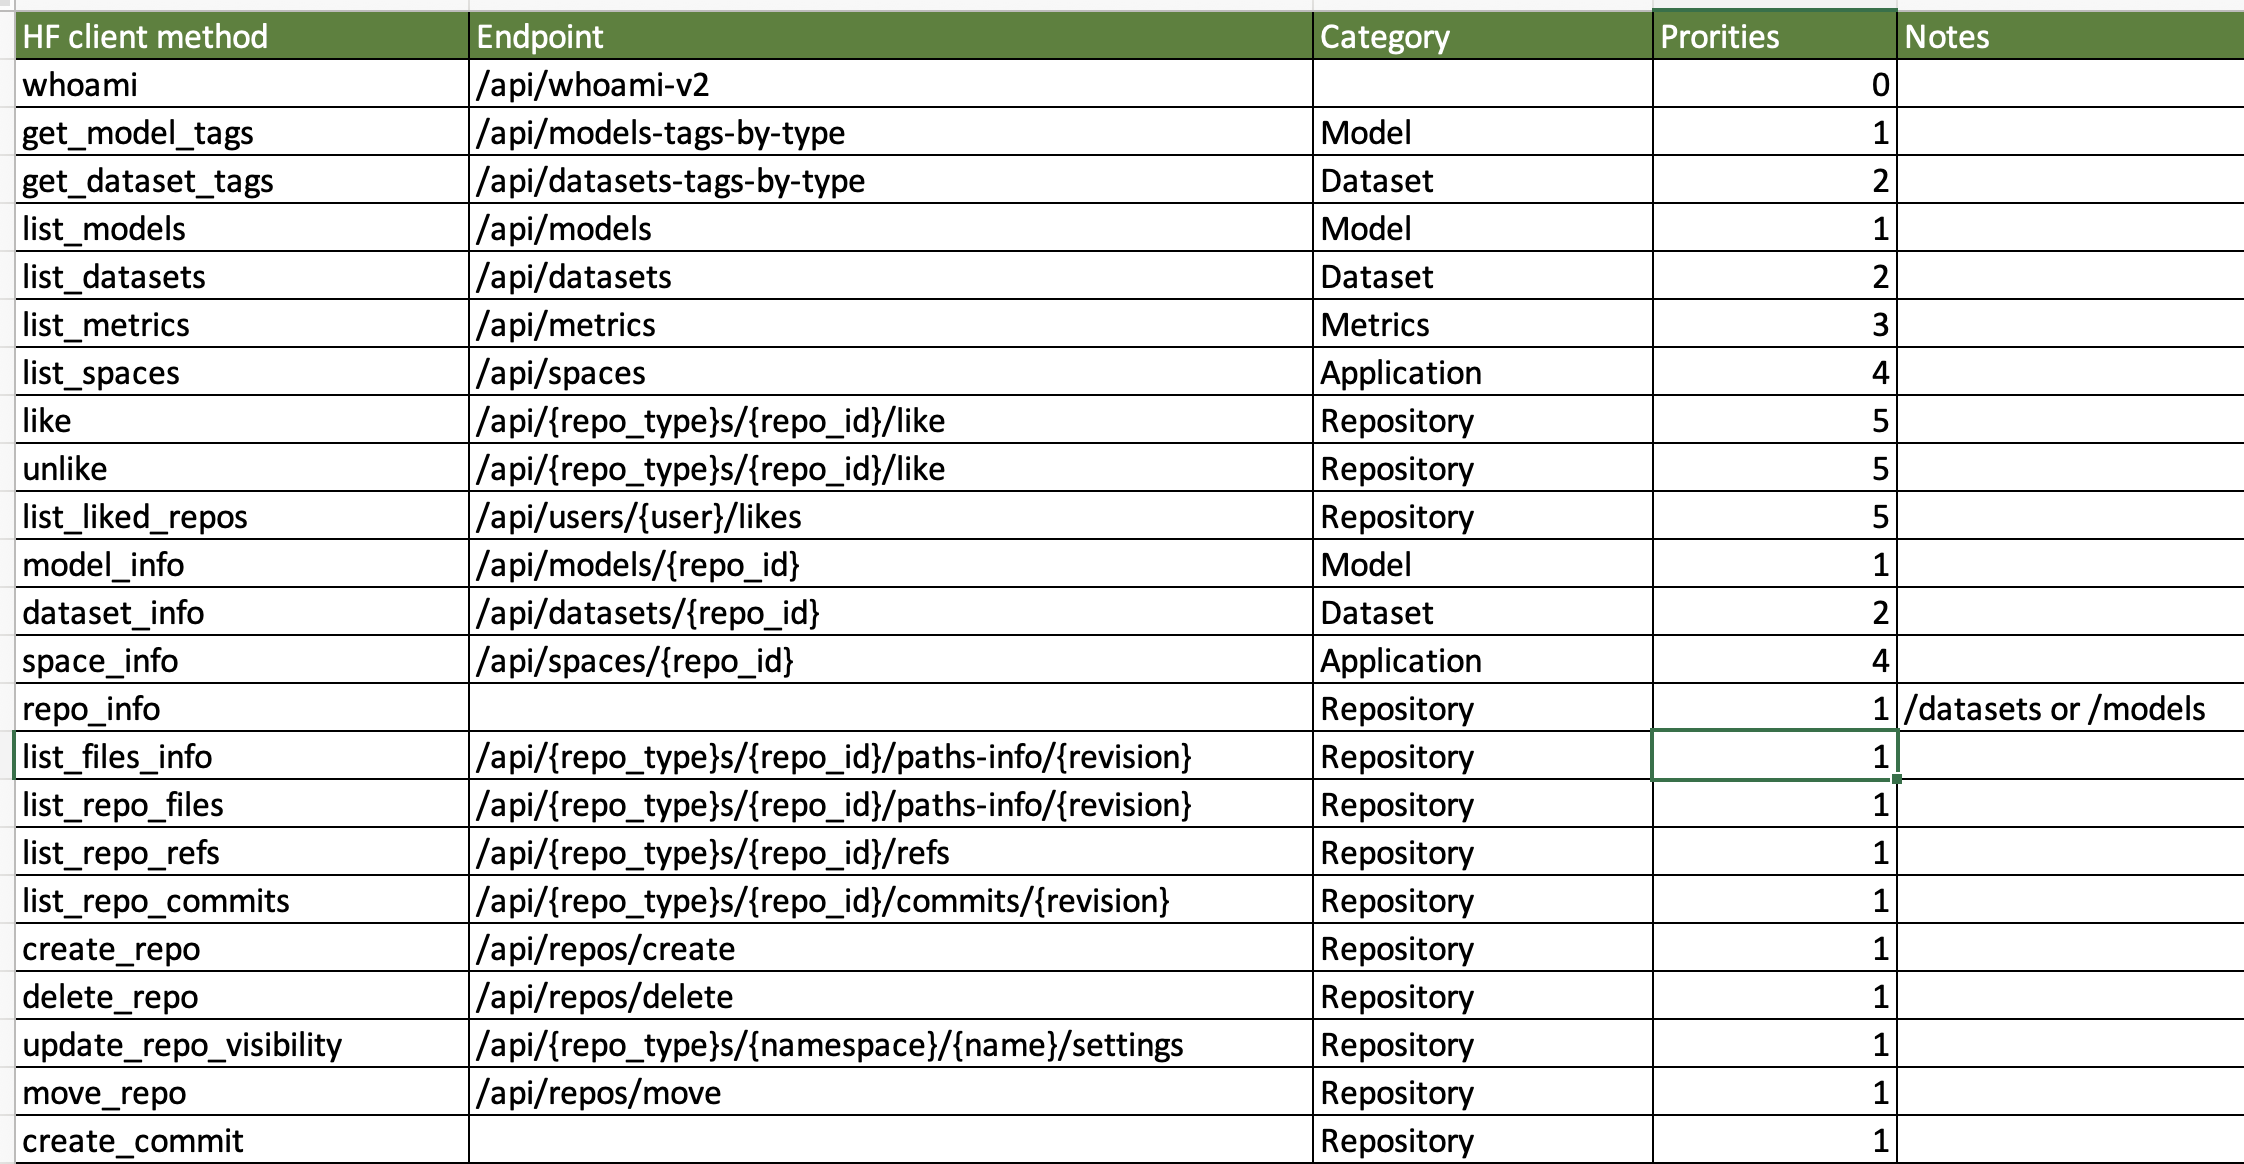 HF client method Endpoint Category Prorities Notes
whoami /api/whoami-v2 0
get_model_tags /api/models-tags-by-type Model 1
get_dataset_tags /api/datasets-tags-by-type Dataset 2
list_models /api/models Model 1
list_datasets /api/datasets Dataset 2
list_metrics /api/metrics Metrics 3
list_spaces /api/spaces Application 4
like /api/{repo_type}s/{repo_id}/like Repository 5
unlike /api/{repo_type}s/{repo_id}/like Repository 5
list_liked_repos /api/users/{user}/likes Repository 5
model_info /api/models/{repo_id} Model 1
dataset_info /api/datasets/{repo_id} Dataset 2
space_info /api/spaces/{repo_id} Application 4
repo_info Repository 1 /datasets or /models
list_files_info /api/{repo_type}s/{repo_id}/paths-info/{revision} Repository 1
list_repo_files /api/{repo_type}s/{repo_id}/paths-info/{revision} Repository 1
list_repo_refs /api/{repo_type}s/{repo_id}/refs Repository 1
list_repo_commits /api/{repo_type}s/{repo_id}/commits/{revision} Repository 1
create_repo /api/repos/create Repository 1
delete_repo /api/repos/delete Repository 1
update_repo_visibility /api/{repo_type}s/{namespace}/{name}/settings Repository 1
move_repo /api/repos/move Repository 1
create_commit Repository 1